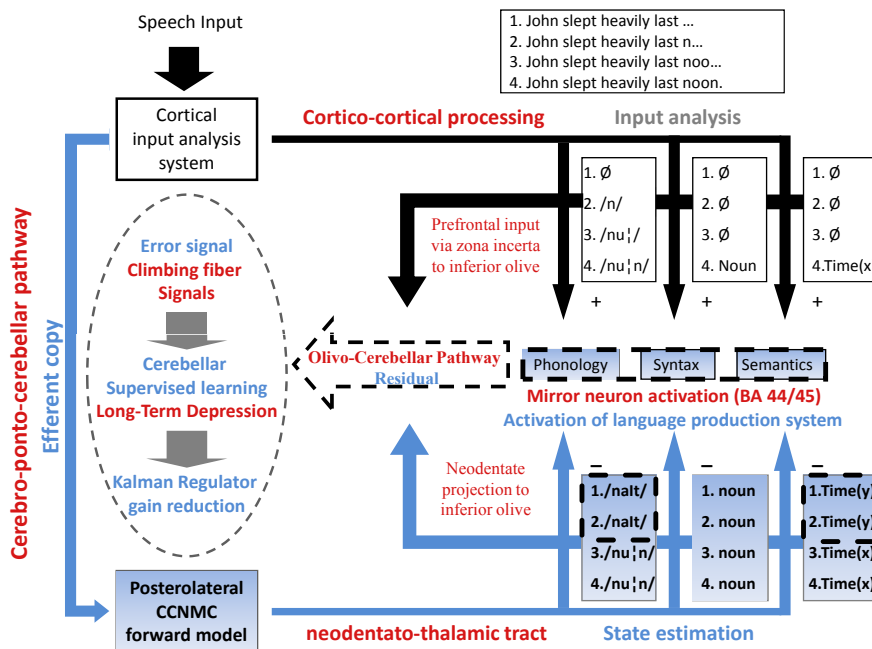 Speech Input
1. John slept heavily last ...
2. John slept heavily last n...
3. John slept heavily last noo...
4. John slept heavily last noon.
Cortical
input analysis
system
Cortico-cortical processing
Input analysis
1. Ø
2. /n/
3. /nu¦/
4. /nu¦n/
+
1. Ø
2. Ø
3. Ø
4. Noun
+
1. Ø
2. Ø
3. Ø
4.Time(x
+
Prefrontal input
via zona incerta
to inferior olive
Cerebro-ponto-cerebellar pathway
Efferent copy
Error signal
Climbing fiber
Signals
Cerebellar
Supervised learning
Long-Term Depression
Kalman Regulator
gain reduction
Olivo-Cerebellar Pathway
Residual
Phonology
Syntax
Semantics
Mirror neuron activation (BA 44/45)
Activation of language production system
Neodentate
projection to
inferior olive
–
1./naIt/
2./naIt/
3./nu¦n/
4./nu¦n/
–
1. noun
2. noun
3. noun
4. noun
–
1.Time(y)
2.Time(y)
3.Time(x)
4.Time(x)
Posterolateral
CCNMC
forward model
neodentato-thalamic tract
State estimation